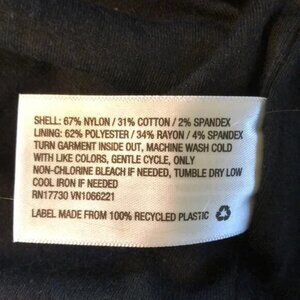 SHELL: 67% NYLON / 31% COTTON / 2% SPANDEX
LINING: 62% POLYESTER / 34% RAYON / 4% SPANDEX
TURN GARMENT INSIDE OUT, MACHINE WASH COLD
WITH LIKE COLORS, GENTLE CYCLE, ONLY
NON-CHLORINE BLEACH IF NEEDED, TUMBLE DRY LOW
COOL IRON IF NEEDED
RN17730 VN1066221
LABEL MADE FROM 100% RECYCLED PLASTIC